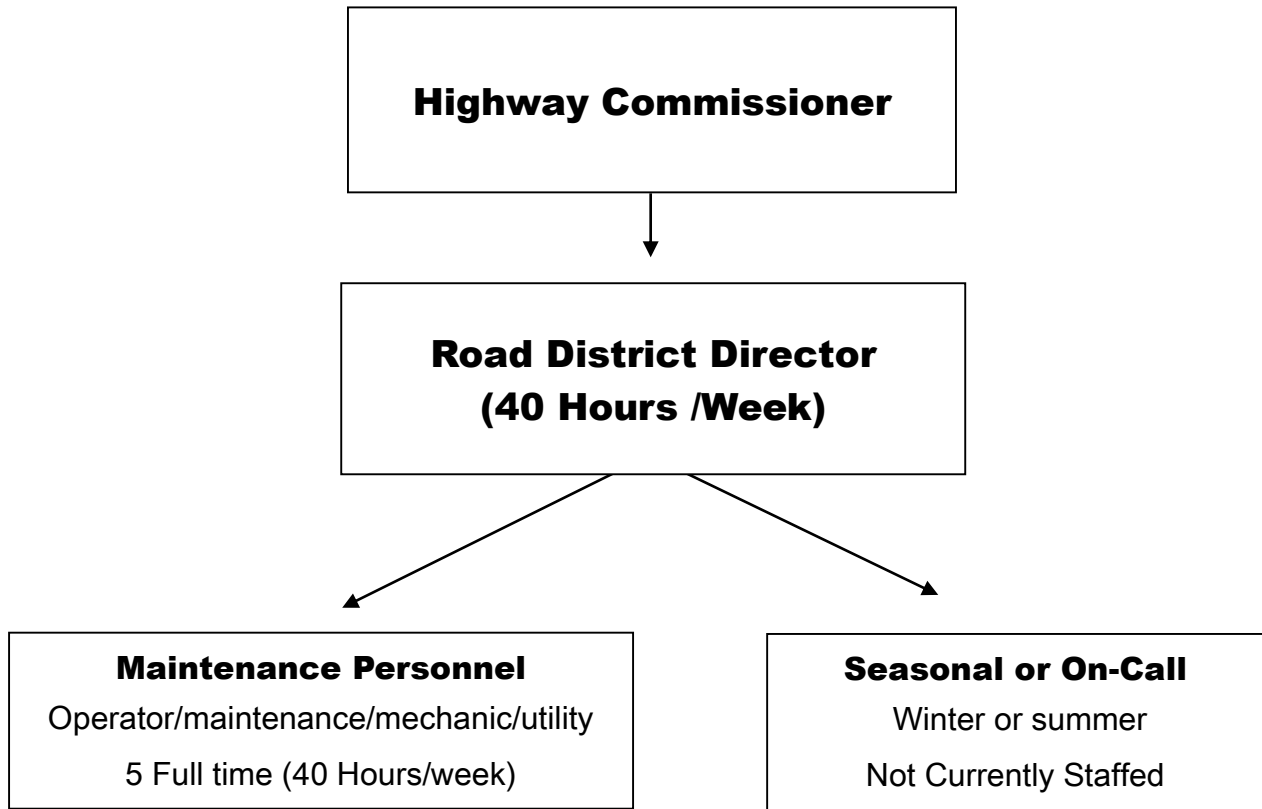 Highway Commissioner
Road District Director
(40 Hours /Week)
Maintenance Personnel
Operator/maintenance/mechanic/utility
5 Full time (40 Hours/week)
Seasonal or On-Call
Winter or summer
Not Currently Staffed